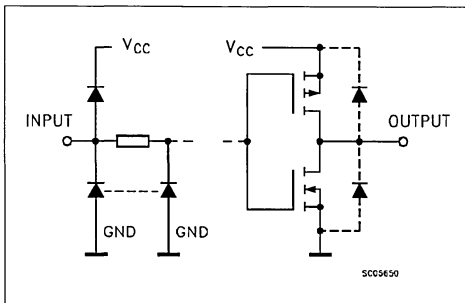 VCC
VCC
INPUT
OUTPUT
GND
GND
SC05650